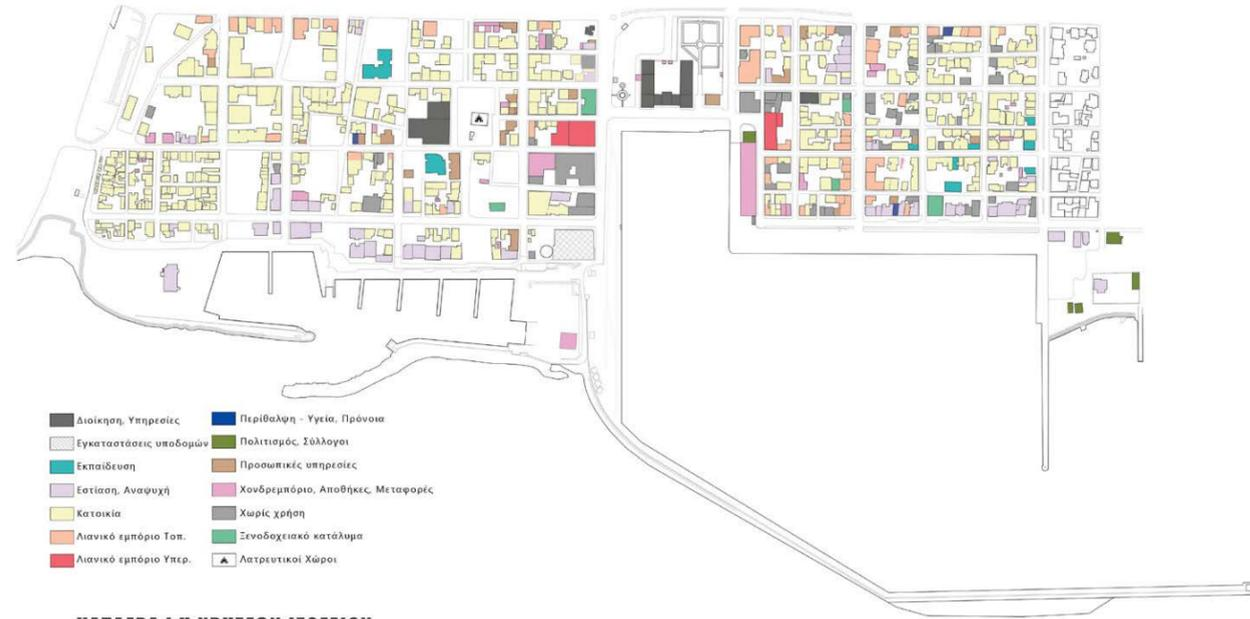 Διοίκηση, Υπηρεσίες
Εγκαταστάσεις υποδομών
Εκπαίδευση
Εστίαση, Αναψυχή
Κατοικία
Λιανικό εμπόριο Τοπ.
Λιανικό εμπόριο Υπερ.
Περίθαλψη - Υγεία, Πρόνοια
Πολιτισμός, Σύλλογοι
Προσωπικές υπηρεσίες
Χονδρεμπόριο, Αποθήκες, Μεταφορές
Χωρίς χρήση
Ξενοδοχειακό κατάλυμα
Λατρευτικοί Χώροι